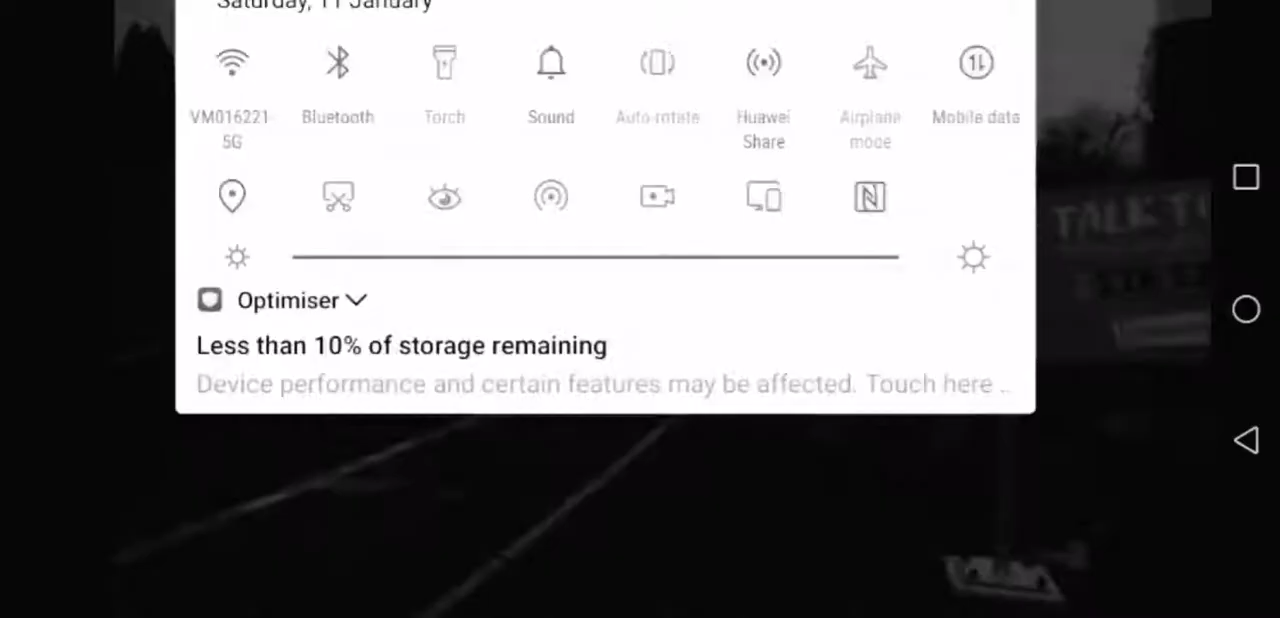 Saturday, 11 January
VM016221- Bluetooth Torch Sound Auto-rotate Huawei Airplane Mobile data
5G Share mode
Optimiser
Less than 10% of storage remaining
Device performance and certain features may be affected. Touch here ..
TALK T